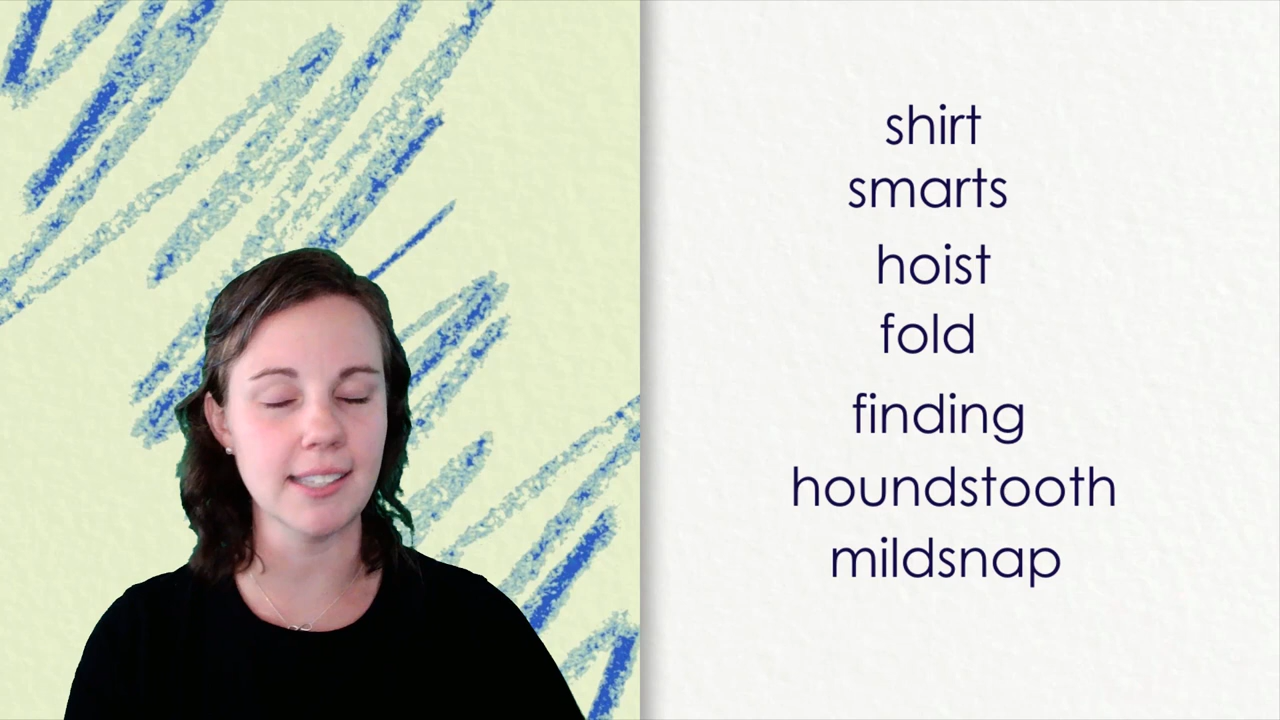 shirt
smarts
hoist
fold
finding
houndstooth
mildsnap